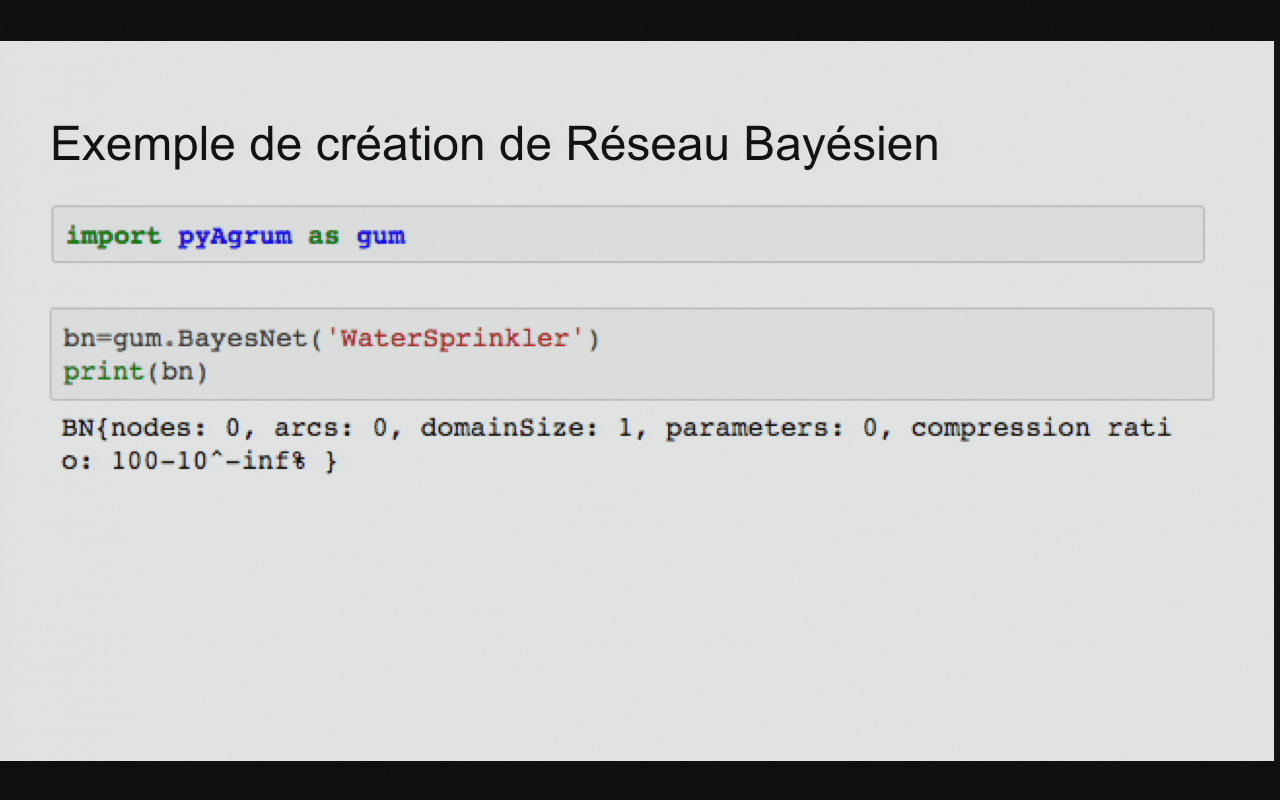 Exemple de création de Réseau Bayésien
import pyAgrum as gum
bn=gum.BayesNet('WaterSprinkler')
print(bn)
BN{nodes: 0, arcs: 0, domainSize: 1, parameters: 0, compression rati
o: 100-10^-inf% }